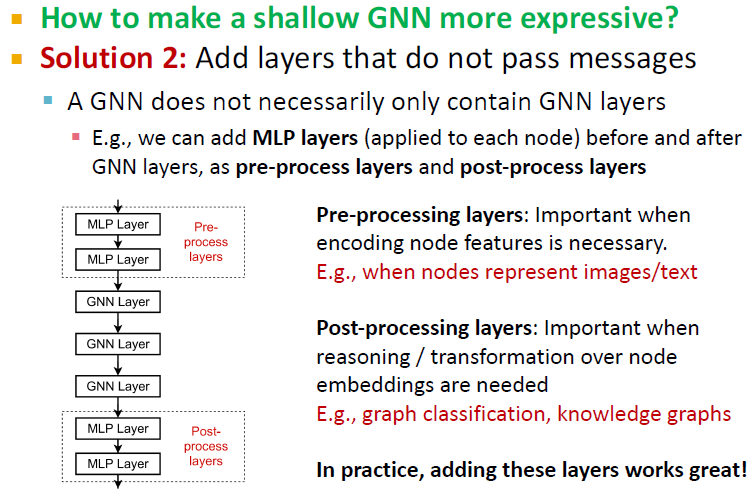 How to make a shallow GNN more expressive?
Solution 2: Add layers that do not pass messages
A GNN does not necessarily only contain GNN layers
E.g., we can add MLP layers (applied to each node) before and after
GNN layers, as pre-process layers and post-process layers
MLP Layer
MLP Layer
Pre-
process
layers
GNN Layer
GNN Layer
GNN Layer
MLP Layer
MLP Layer
Post-
process
layers
Pre-processing layers: Important when
encoding node features is necessary.
E.g., when nodes represent images/text
Post-processing layers: Important when
reasoning / transformation over node
embeddings are needed
E.g., graph classification, knowledge graphs
In practice, adding these layers works great!